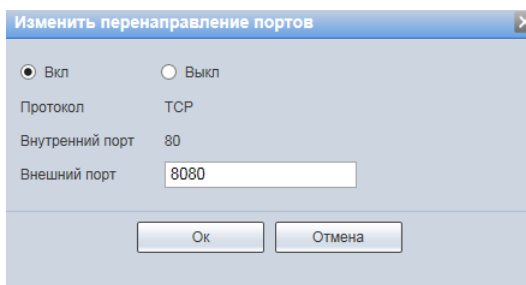 Изменить перенаправление портов
Вкл Выкл
Протокол TCP
Внутренний порт 80
Внешний порт 8080
Ок Отмена